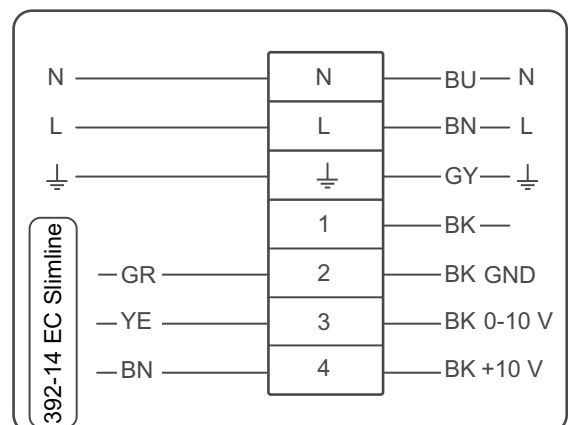 N N BU N
L L BN L
GY
1 BK
GR 2 BK GND
YE 3 BK 0-10 V
BN 4 BK +10 V
392-14 EC Slimline